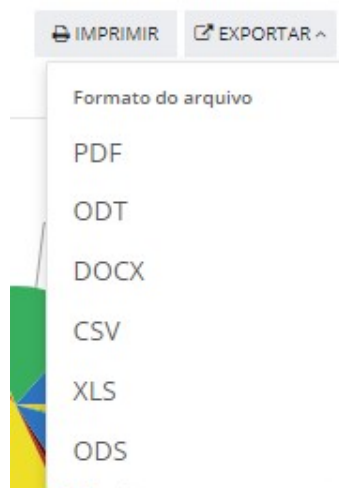 IMPRIMIR EXPORTAR
Formato do arquivo
PDF
ODT
DOCX
CSV
XLS
ODS